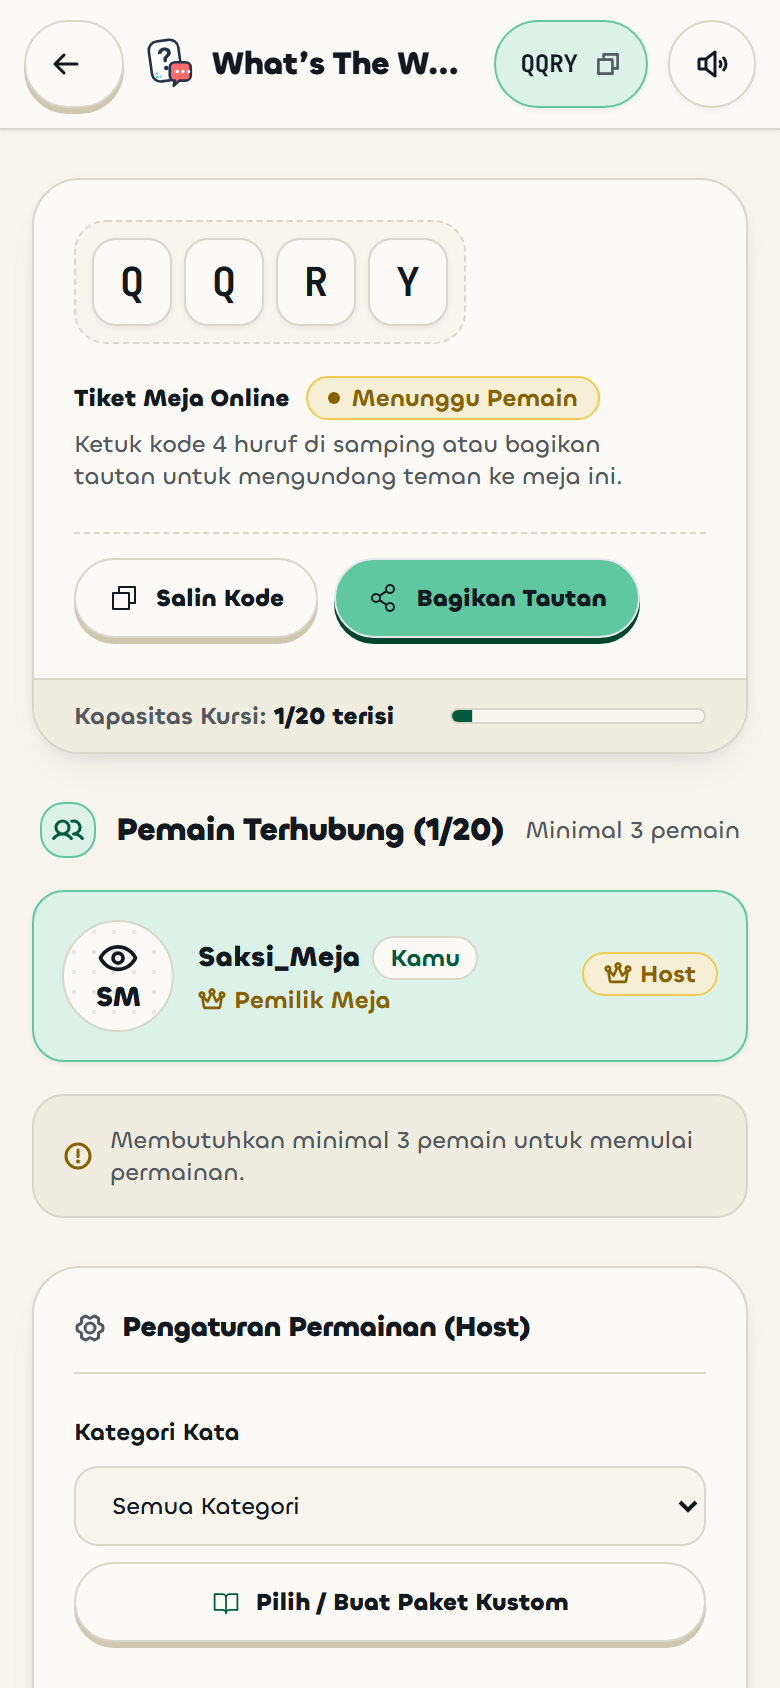 What's The W...
QQRY
Q Q R Y
Tiket Meja Online
Menunggu Pemain
Ketuk kode 4 huruf di samping atau bagikan
tautan untuk mengundang teman ke meja ini.
Salin Kode
Bagikan Tautan
Kapasitas Kursi: 1/20 terisi
Pemain Terhubung (1/20)
Minimal 3 pemain
SM
Saksi_Meja
Kamu
Pemilik Meja
Host
Membutuhkan minimal 3 pemain untuk memulai
permainan.
Pengaturan Permainan (Host)
Kategori Kata
Semua Kategori
Pilih / Buat Paket Kustom